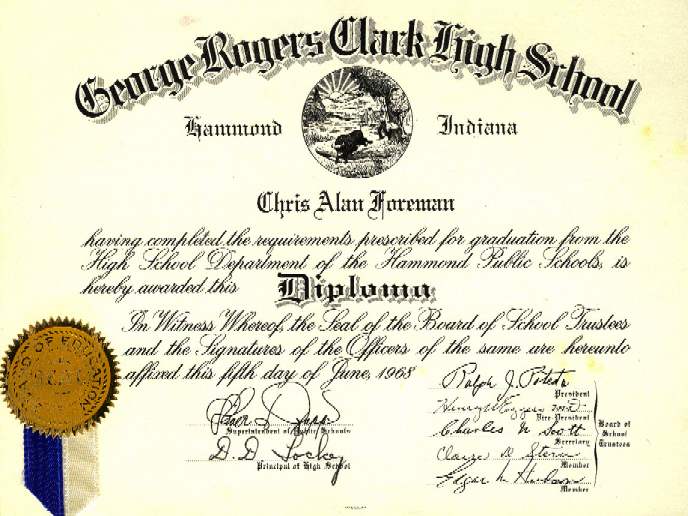 George Rogers Clark High School
Hammond Indiana
Chris Alan Foreman
having completed the requirements prescribed for graduation from the
High School Department of the Hammond Public Schools, is
hereby awarded this Diploma
In Witness Whereof, the Seal of the Board of School Trustees
and the Signatures of the Officers of the same are hereunto
affixed this fifth day of June, 1968
Superintendent of Public Schools
D. D.
Principal of High School
Ralph J.
President
Henry
Vice-President
Charles N. Scott
Secretary
Member
Edgar
Member
Board of
School
Trustees
OF EDUCATION